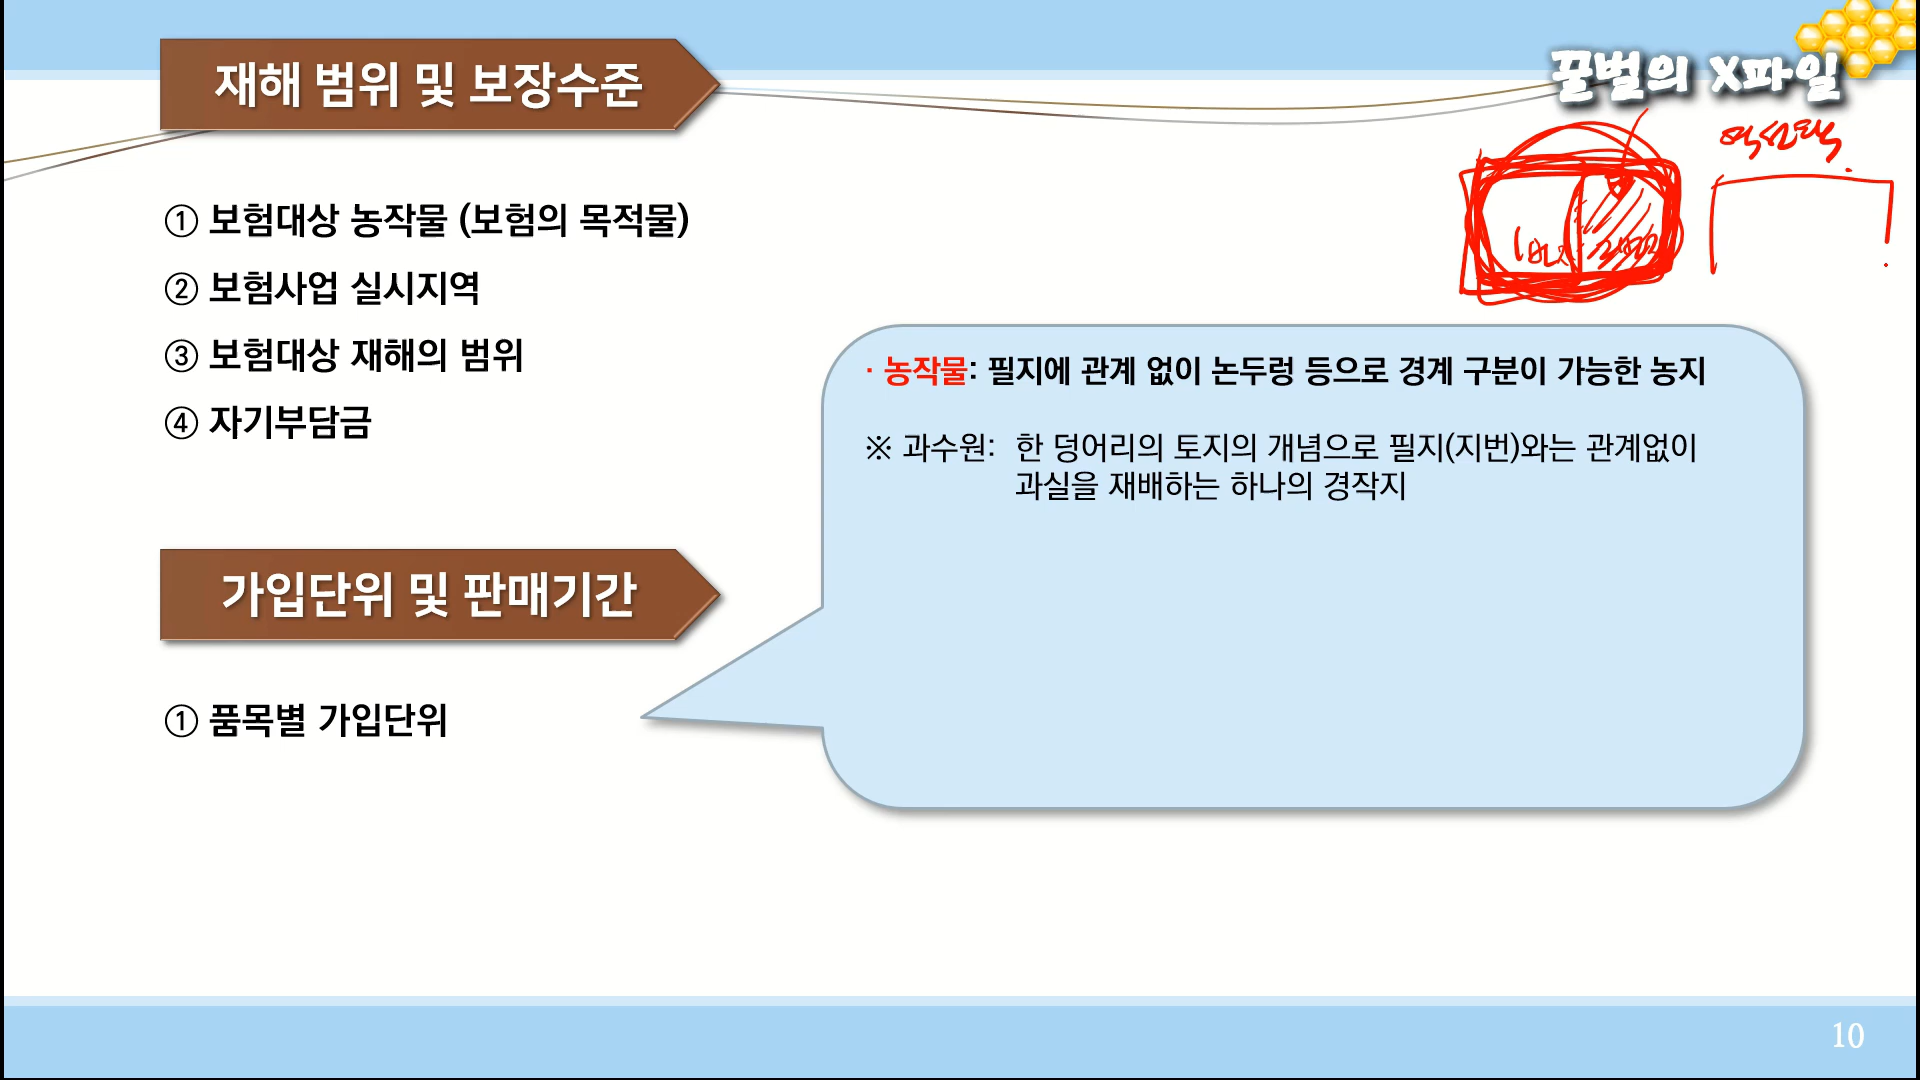 재해 범위 및 보장수준
꿀벌의 X파일
역선택
1번지
① 보험대상 농작물 (보험의 목적물)
② 보험사업 실시지역
③ 보험대상 재해의 범위
④ 자기부담금
· 농작물: 필지에 관계 없이 논두렁 등으로 경계 구분이 가능한 농지
※ 과수원: 한 덩어리의 토지의 개념으로 필지(지번)와는 관계없이
과실을 재배하는 하나의 경작지
가입단위 및 판매기간
① 품목별 가입단위
10